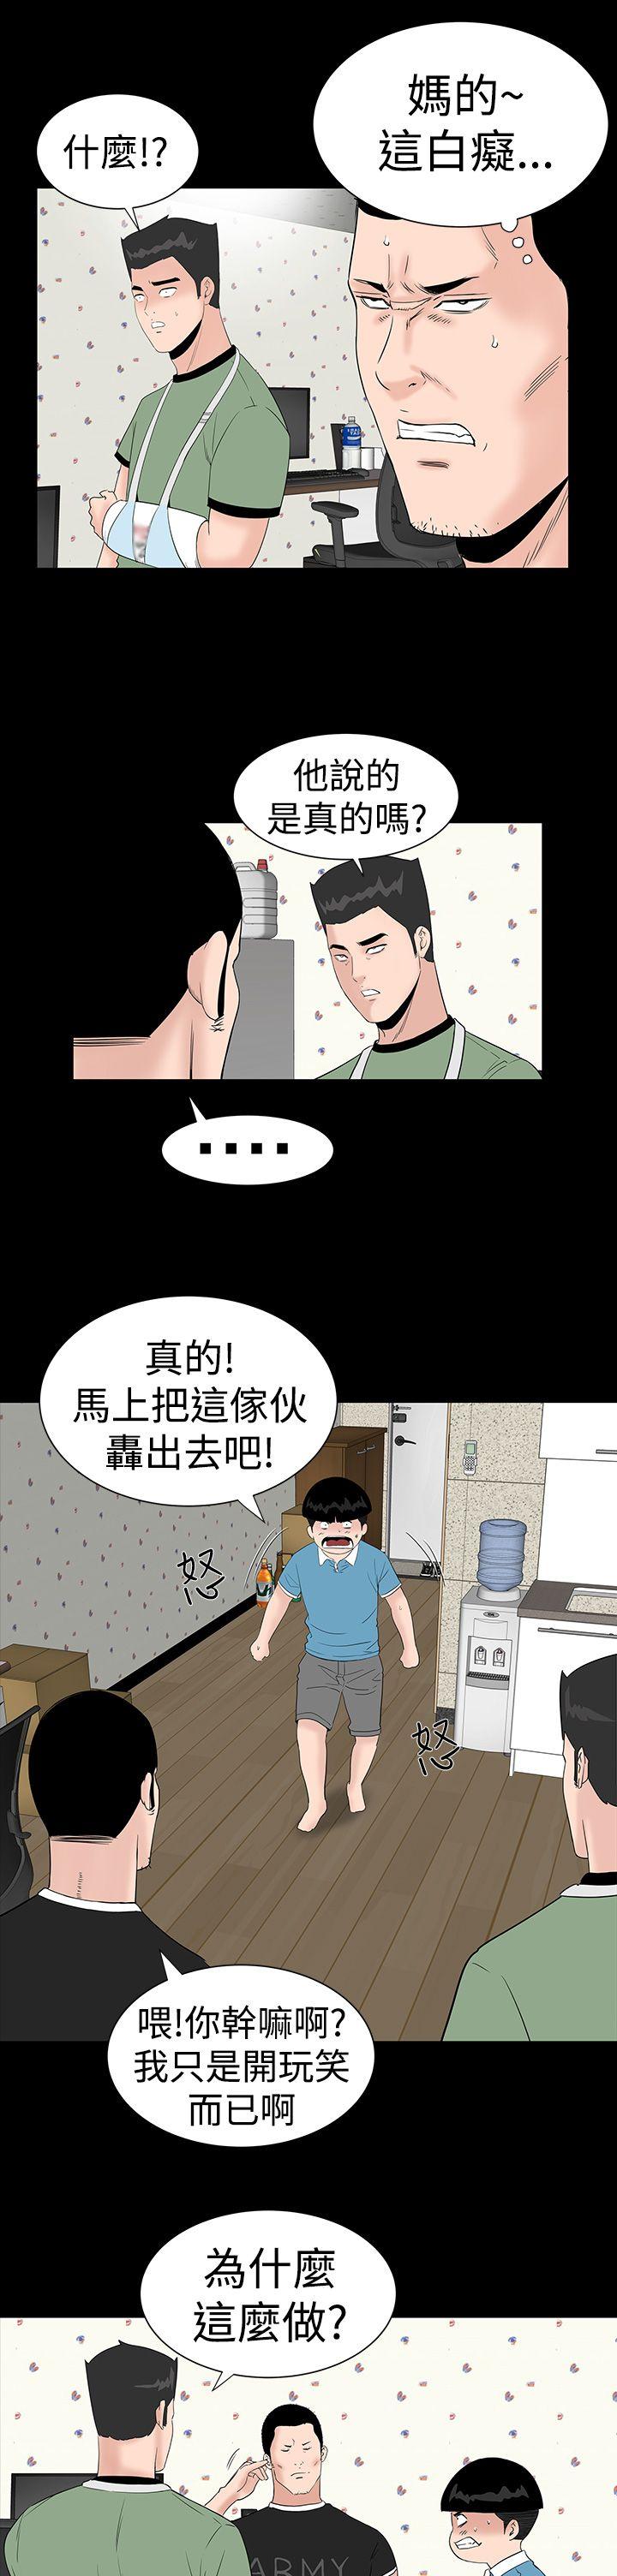 什麼!?
媽的~
這白癡...
他說的
是真的嗎?
....
真的!
馬上把這傢伙
轟出去吧!
怒
怒
喂!你幹嘛啊?
我只是開玩笑
而已啊
為什麼
這麼做?
ARMY